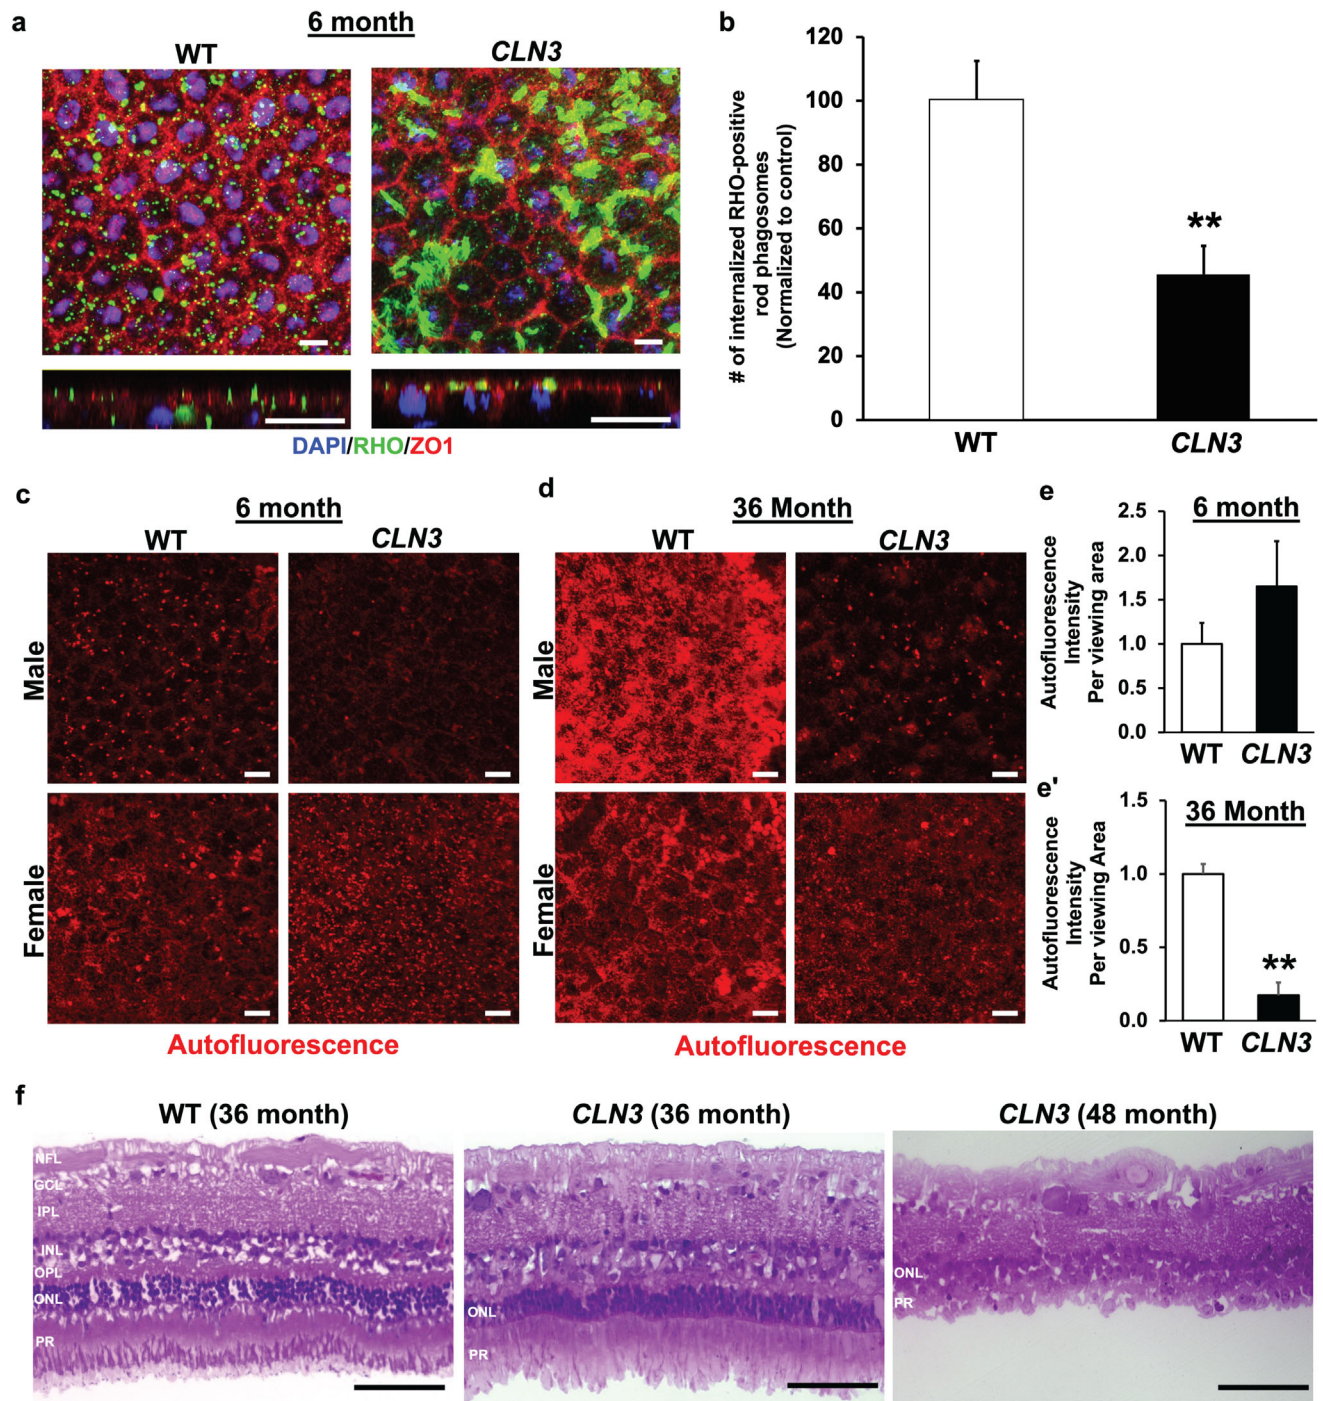 a
6 month
WT
CLN3
DAPI/RHO/ZO1
b
# of internalized RHO-positive
rod phagosomes
(Normalized to control)
120
100
80
60
40
20
0
**
WT
CLN3
c
6 month
WT
CLN3
Male
Female
Autofluorescence
d
36 Month
WT
CLN3
Male
Female
Autofluorescence
e
6 month
Autofluorescence
Intensity
Per viewing area
2.5
2.0
1.5
1.0
0.5
0.0
WT
CLN3
e'
36 Month
Autofluorescence
Intensity
Per viewing Area
1.5
1.0
0.5
0.0
**
WT
CLN3
f
WT (36 month)
NFL
GCL
IPL
INL
OPL
ONL
PR
CLN3 (36 month)
ONL
PR
CLN3 (48 month)
ONL
PR